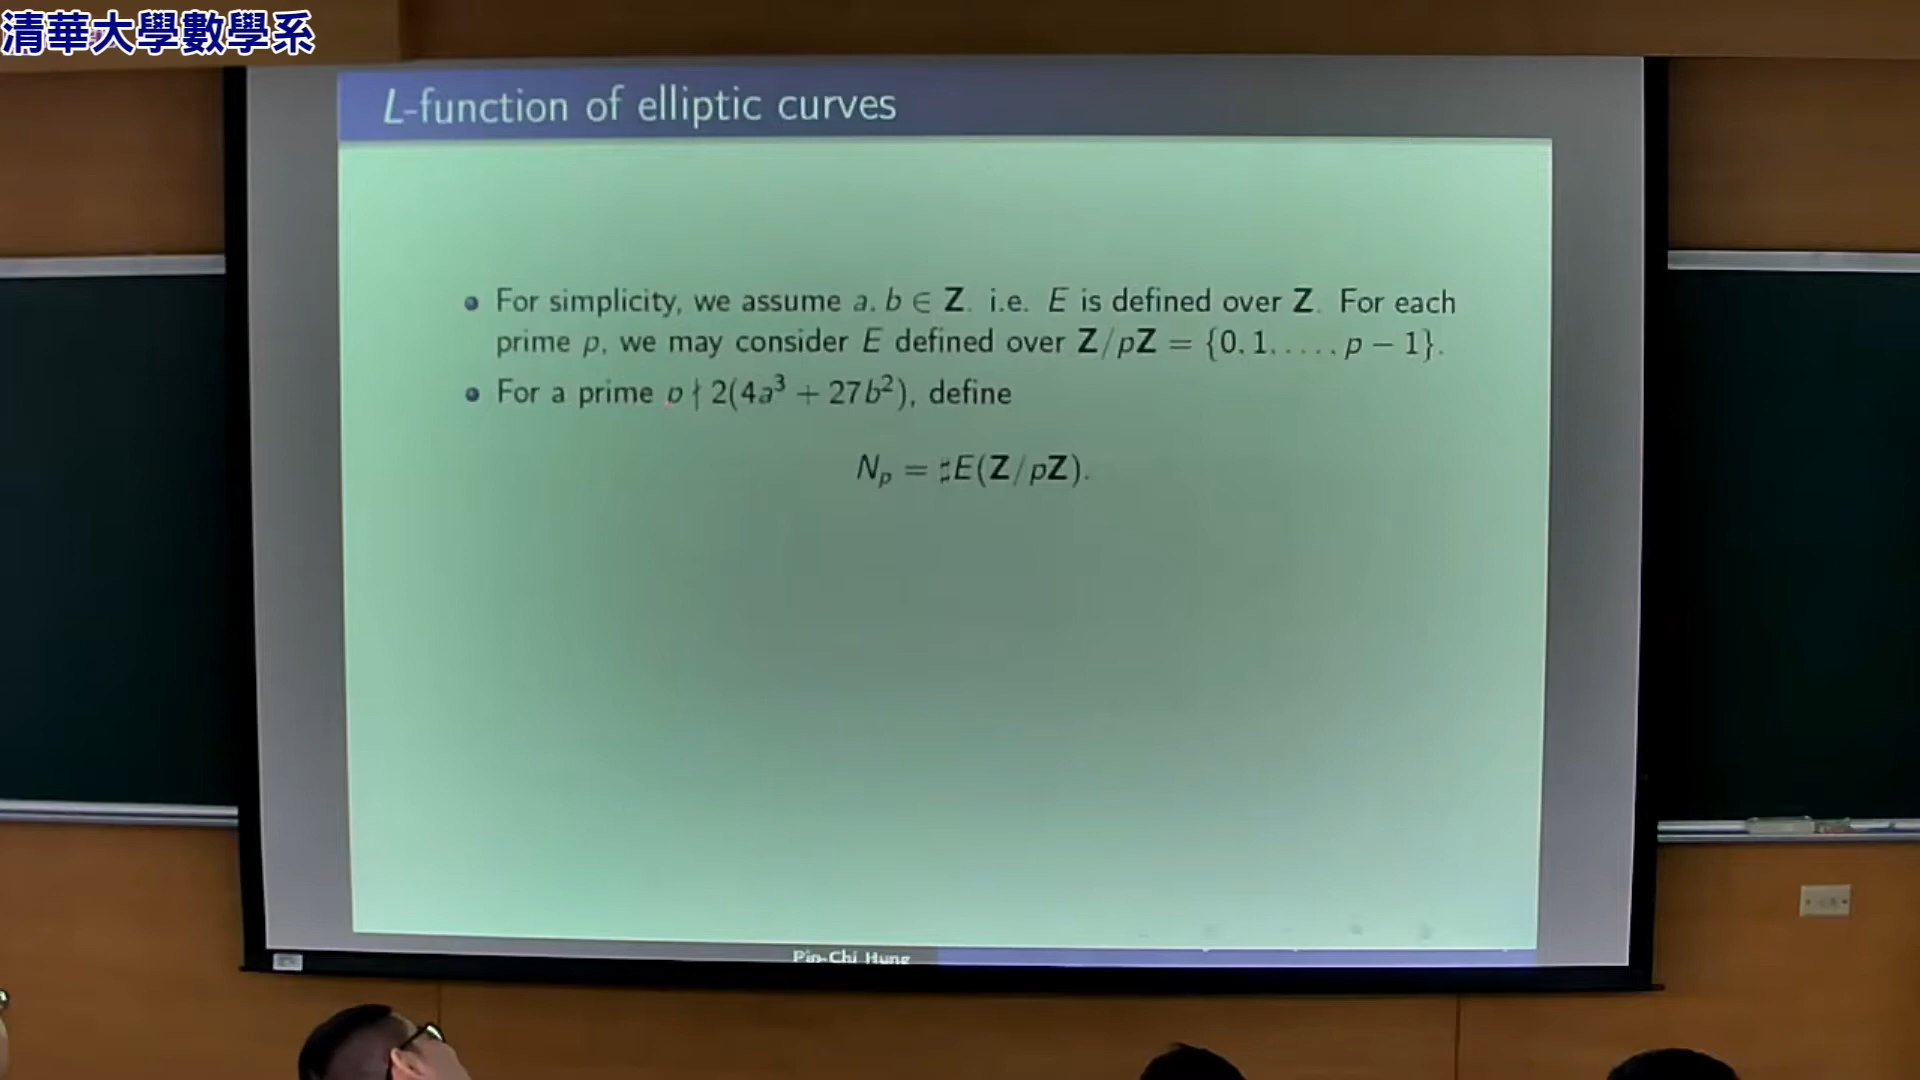 清華大學數學系
L-function of elliptic curves
For simplicity, we assume a, b ∈ Z. i.e. E is defined over Z. For each
prime p, we may consider E defined over Z/pZ = {0, 1, ..., p − 1}.
For a prime p ∤ 2(4a³ + 27b²), define
Nₚ = ♯E(Z/pZ).
Pin-Chi Hung